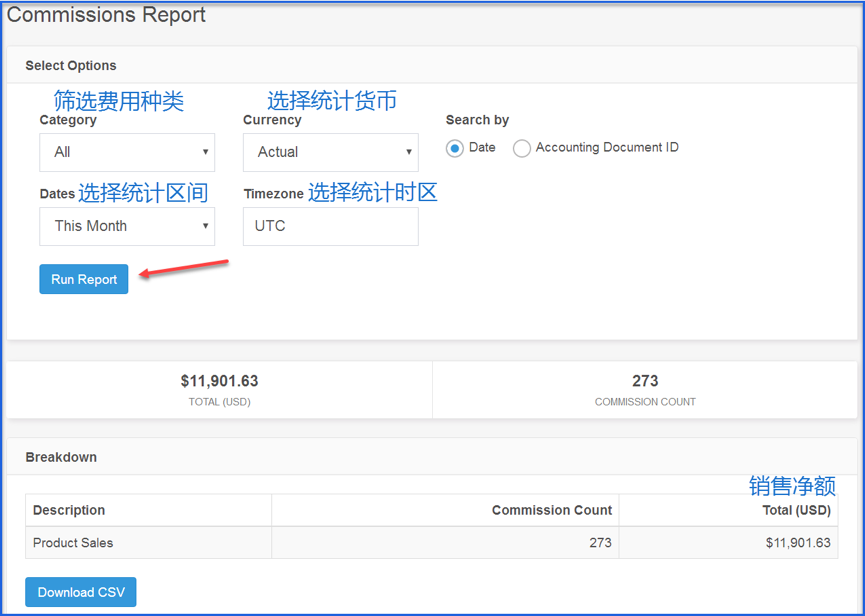 Commissions Report
Select Options
筛选费用种类 选择统计货币
Category Currency Search by
All Actual Date Accounting Document ID
Dates 选择统计区间 Timezone 选择统计时区
This Month UTC
Run Report
$11,901.63 273
TOTAL (USD) COMMISSION COUNT
Breakdown
销售净额
Description Commission Count Total (USD)
Product Sales 273 $11,901.63
Download CSV